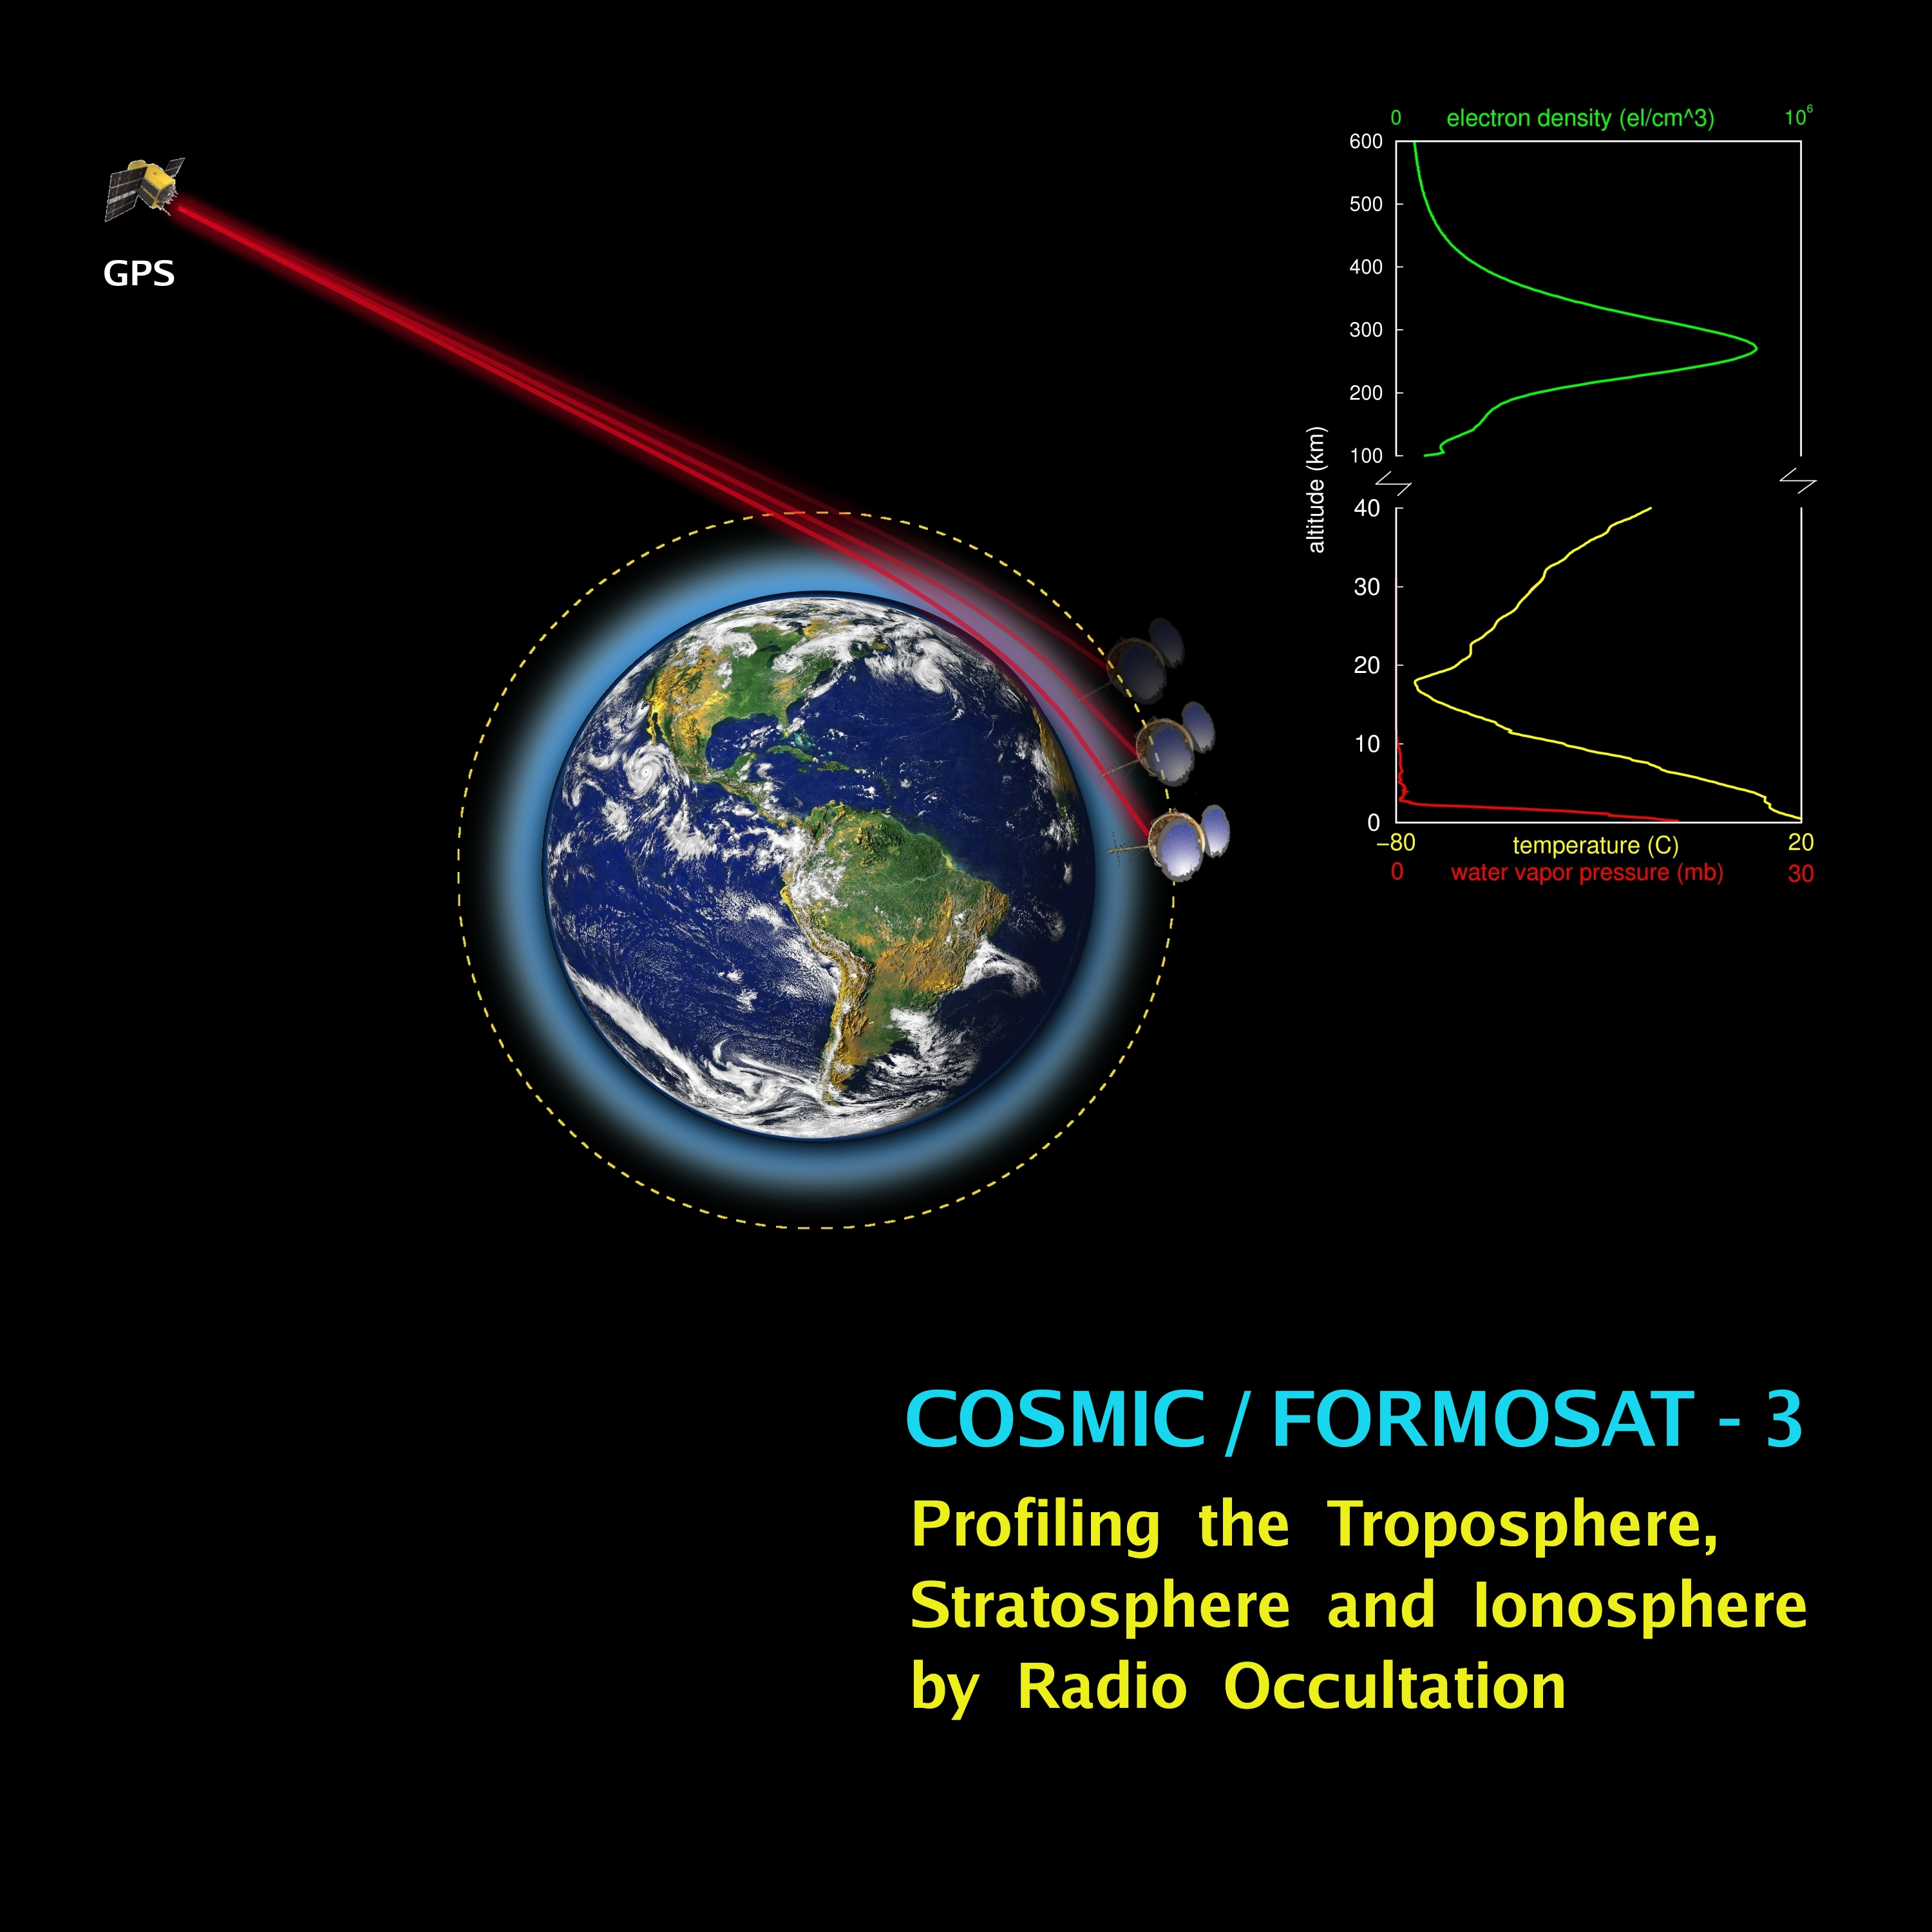 GPS
0 electron density (el/cm^3) 10⁶
600
500
400
300
200
100
altitude (km)
40
30
20
10
0
−80 temperature (C) 20
0 water vapor pressure (mb) 30
COSMIC / FORMOSAT - 3
Profiling the Troposphere,
Stratosphere and Ionosphere
by Radio Occultation